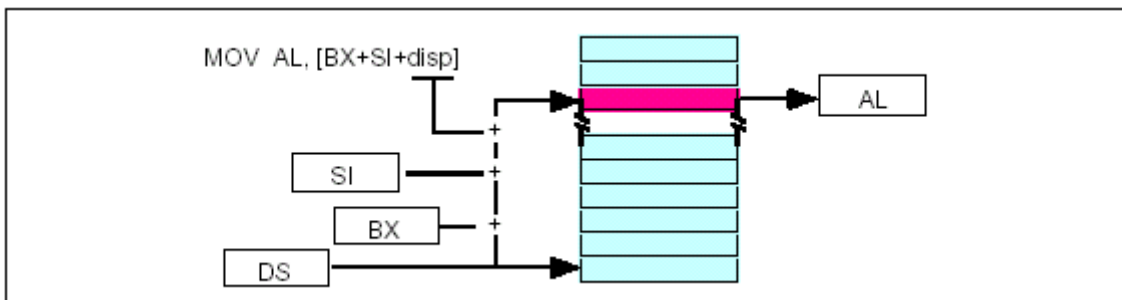 MOV AL, [BX+SI+disp]
AL
+
SI
+
BX
+
DS